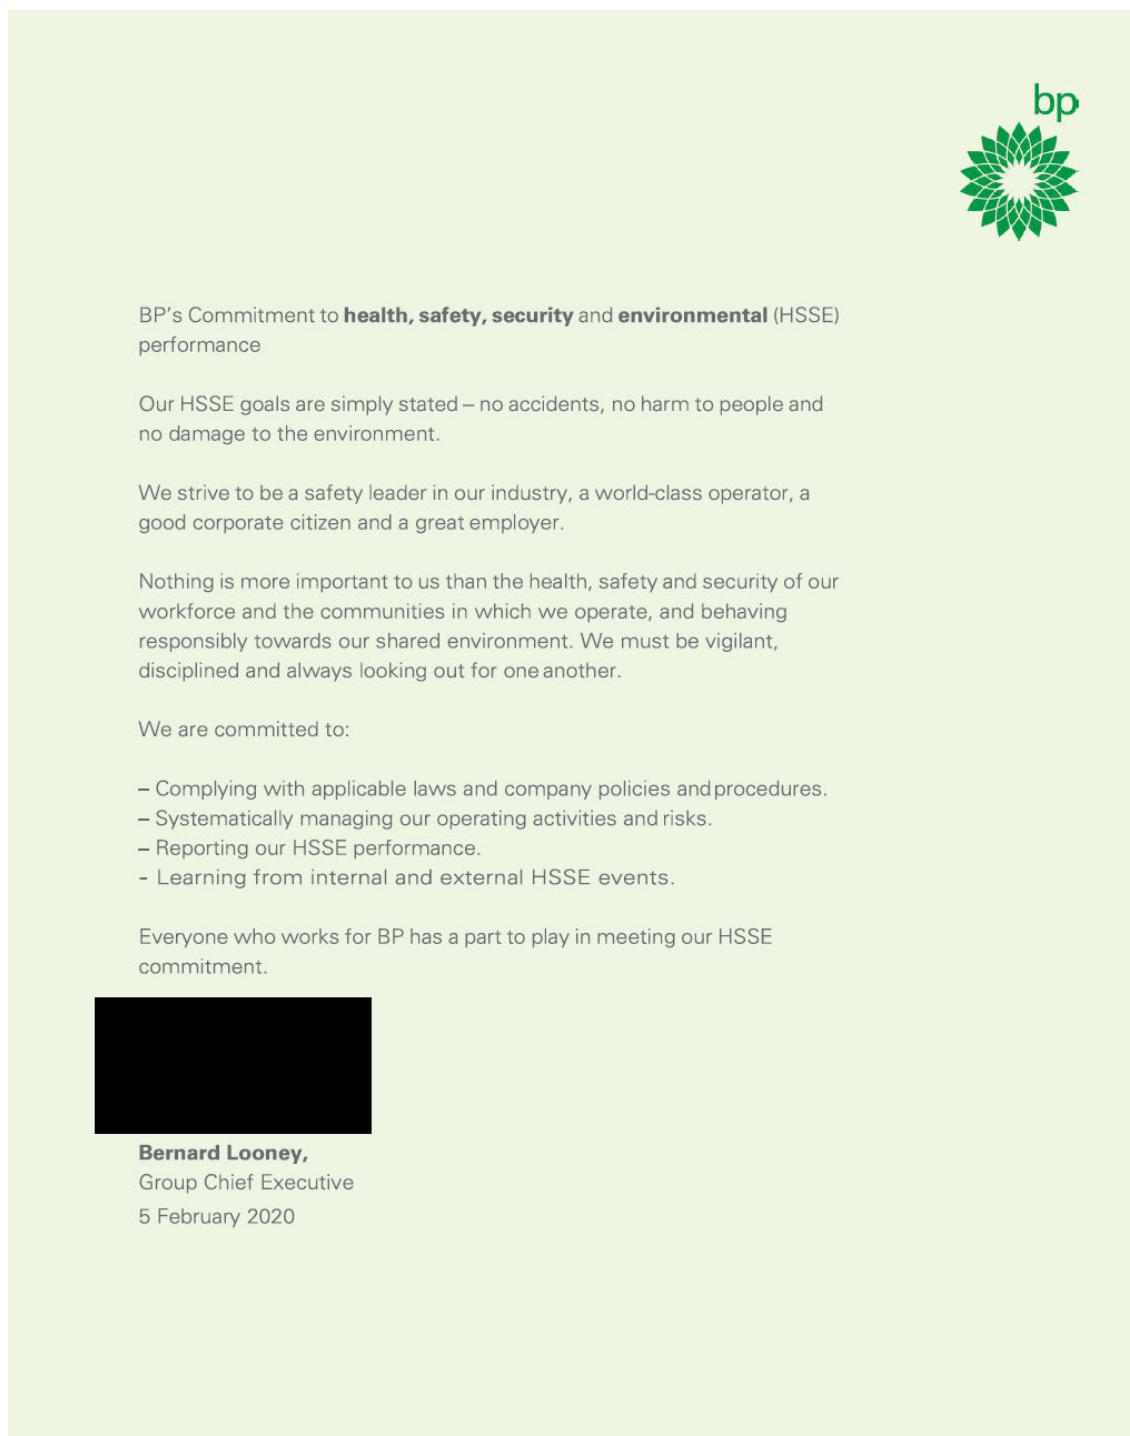 bp
BP's Commitment to health, safety, security and environmental (HSSE)
performance
Our HSSE goals are simply stated – no accidents, no harm to people and
no damage to the environment.
We strive to be a safety leader in our industry, a world-class operator, a
good corporate citizen and a great employer.
Nothing is more important to us than the health, safety and security of our
workforce and the communities in which we operate, and behaving
responsibly towards our shared environment. We must be vigilant,
disciplined and always looking out for one another.
We are committed to:
– Complying with applicable laws and company policies and procedures.
– Systematically managing our operating activities and risks.
– Reporting our HSSE performance.
- Learning from internal and external HSSE events.
Everyone who works for BP has a part to play in meeting our HSSE
commitment.
Bernard Looney,
Group Chief Executive
5 February 2020